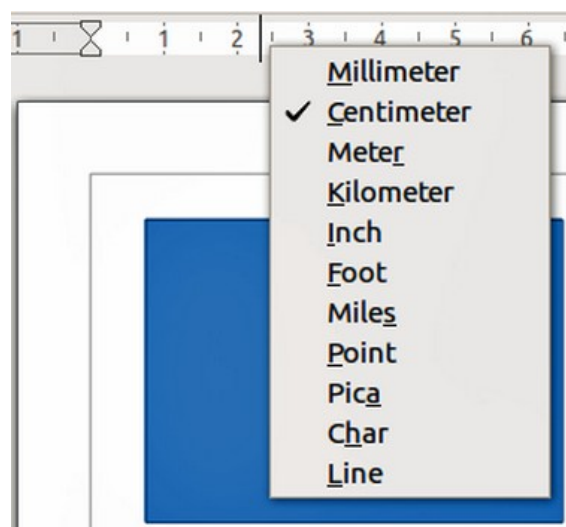 1 1 2 3 4 5 6
Millimeter
Centimeter
Meter
Kilometer
Inch
Foot
Miles
Point
Pica
Char
Line